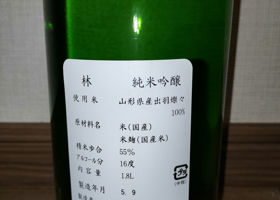 林 純米吟醸
使用米 山形県産出羽燦々
100%
原材料名 米(国産)
米麹(国産米)
精米歩合 55%
アルコール分 16度
内容量 1.8L
製造年月 5.9